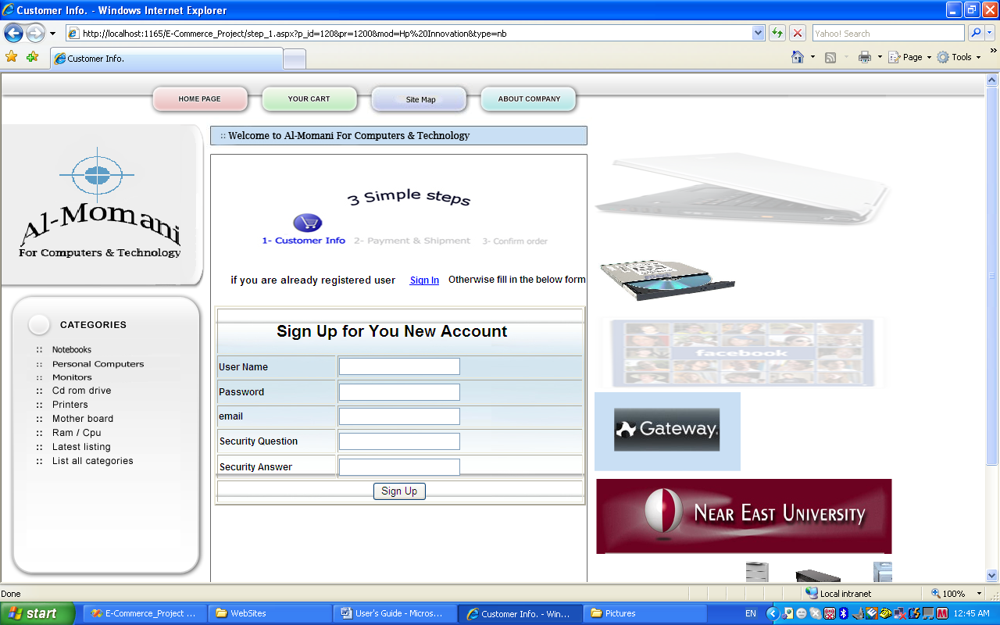 Customer Info. - Windows Internet Explorer
http://localhost:1165/E-Commerce_Project/step_1.aspx?p_id=120&pr=1200&mod=Hp%20Innovation&type=nb
Yahoo! Search
Customer Info.
Page
Tools
HOME PAGE
YOUR CART
Site Map
ABOUT COMPANY
Al-Momani
For Computers & Technology
CATEGORIES
:: Notebooks
:: Personal Computers
:: Monitors
:: Cd rom drive
:: Printers
:: Mother board
:: Ram / Cpu
:: Latest listing
:: List all categories
:: Welcome to Al-Momani For Computers & Technology
3 Simple steps
1- Customer Info 2- Payment & Shipment 3- Confirm order
if you are already registered user Sign In Otherwise fill in the below form
Sign Up for You New Account
User Name
Password
email
Security Question
Security Answer
Sign Up
facebook
Gateway
NEAR EAST UNIVERSITY
Done
Local intranet
100%
start
E-Commerce_Project ...
WebSites
User's Guide - Micros...
Customer Info. - Win...
Pictures
EN
12:45 AM